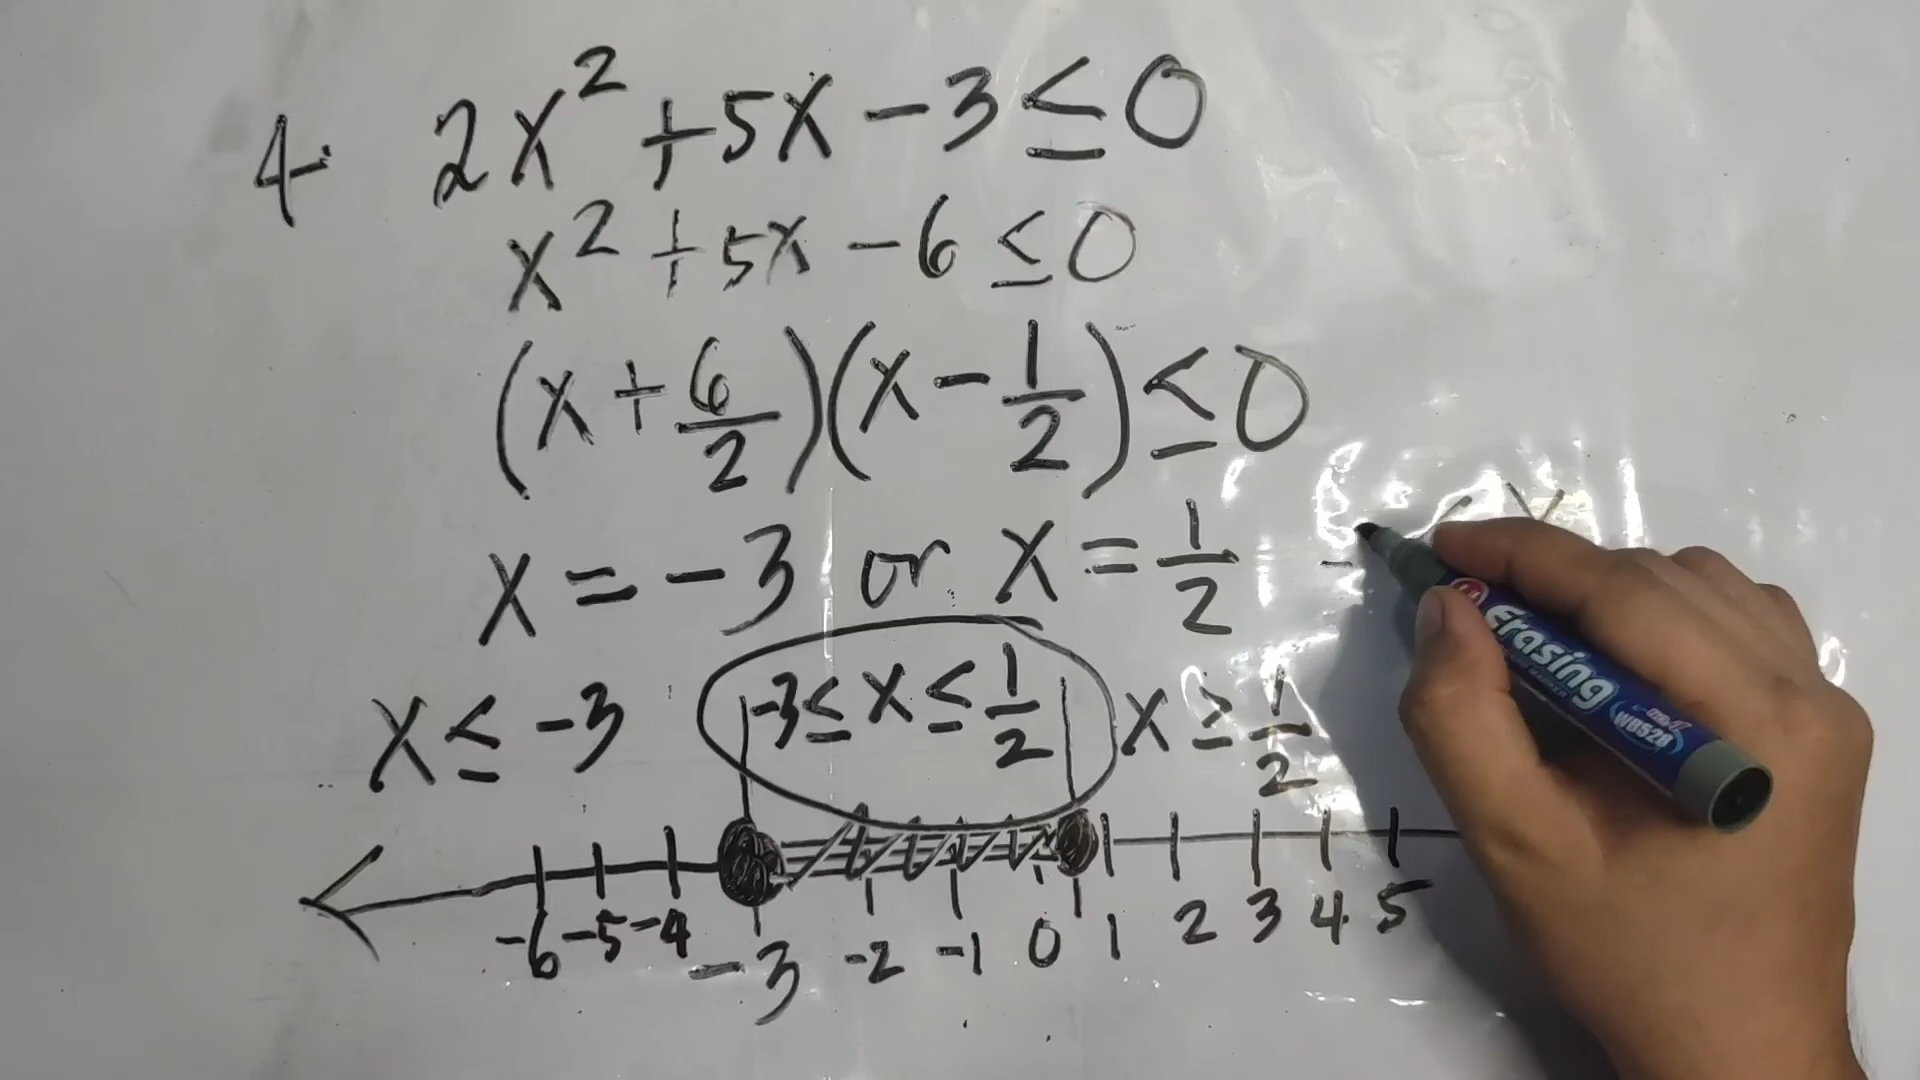 4. 2x² + 5x - 3 ≤ 0
x² + 5x - 6 ≤ 0
(x + 6/2)(x - 1/2) ≤ 0
x = -3 or x = 1/2
x ≤ -3 -3 ≤ x ≤ 1/2 x ≥ 1/2
-6 -5 -4 -3 -2 -1 0 1 2 3 4 5
Erasing
WB520